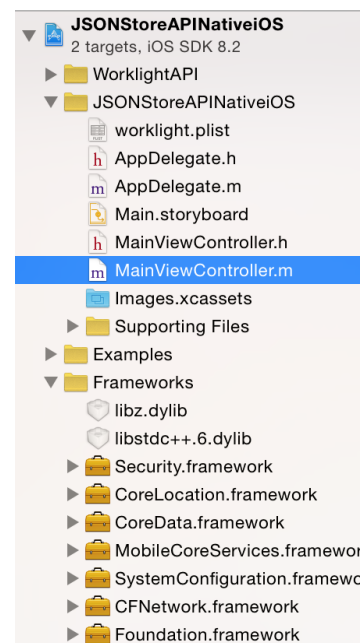 JSONStoreAPINativeiOS
2 targets, iOS SDK 8.2
WorklightAPI
JSONStoreAPINativeiOS
worklight.plist
h AppDelegate.h
m AppDelegate.m
Main.storyboard
h MainViewController.h
m MainViewController.m
Images.xcassets
Supporting Files
Examples
Frameworks
libz.dylib
libstdc++.6.dylib
Security.framework
CoreLocation.framework
CoreData.framework
MobileCoreServices.framewor
SystemConfiguration.framewo
CFNetwork.framework
Foundation.framework